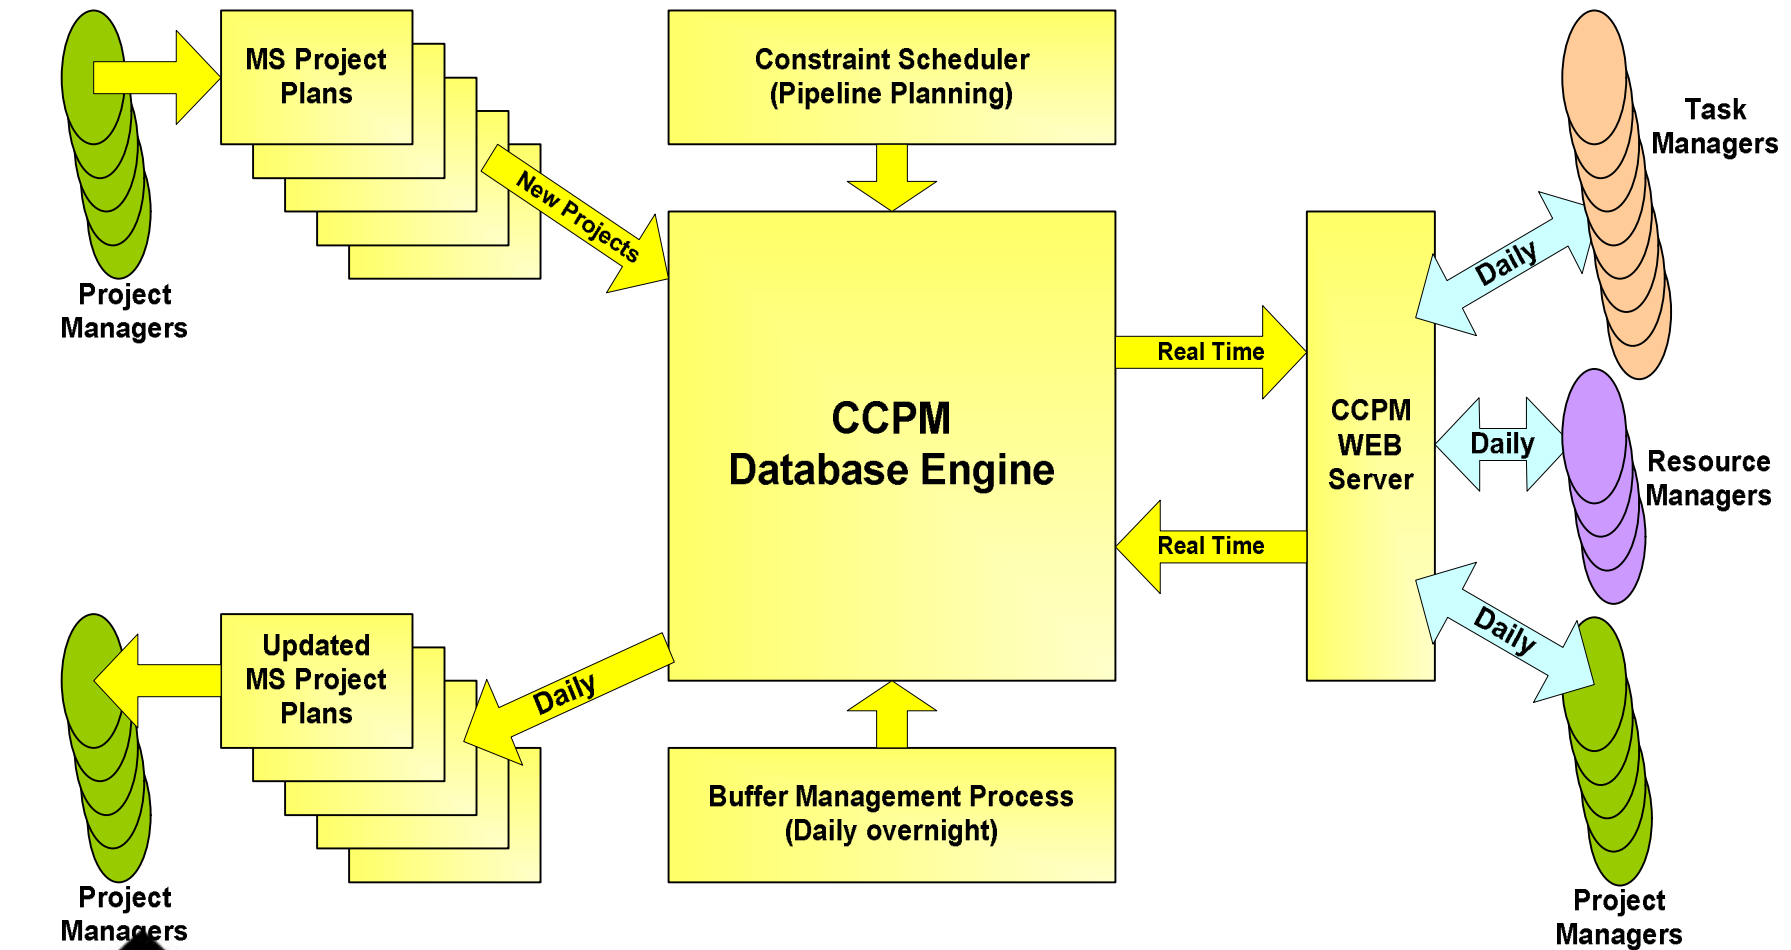 MS Project
Plans
Constraint Scheduler
(Pipeline Planning)
Task
Managers
New Projects
Project
Managers
Daily
Real Time
CCPM
Database Engine
CCPM
WEB
Server
Daily
Resource
Managers
Real Time
Daily
Updated
MS Project
Plans
Daily
Buffer Management Process
(Daily overnight)
Project
Managers
Project
Managers